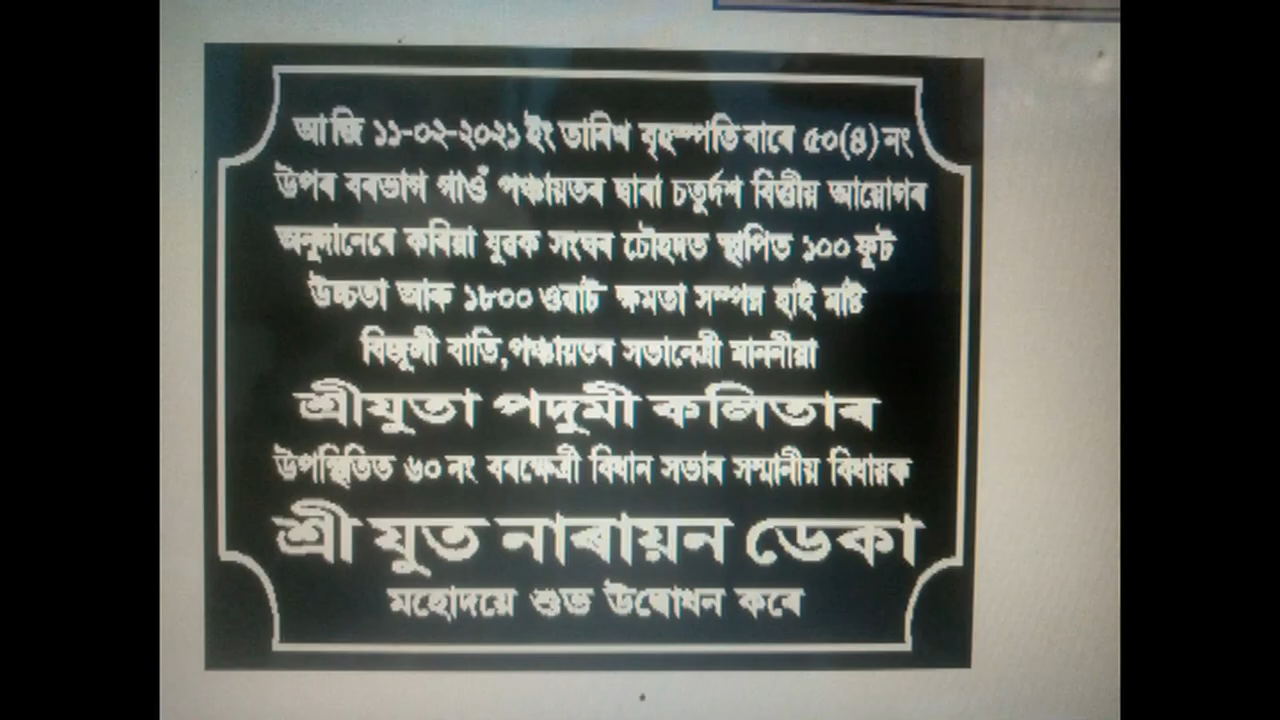 আজি ১১-০২-২০২১ ইং তাৰিখ বৃহস্পতি বাৰে ৫০(৪) নং
উপৰ বৰভাগ গাওঁ পঞ্চায়তৰ দ্বাৰা চতুৰ্দশ বিত্তীয় আয়োগৰ
অনুদানেৰে কৰিয়া যুৱক সংঘৰ চৌহদত স্থাপিত ১০০ ফুট
উচ্চতা আৰু ১৮০০ ওৱাট ক্ষমতা সম্পন্ন হাই মাষ্ট
বিজুলী বাতি,পঞ্চায়তৰ সভানেত্ৰী মাননীয়া
শ্ৰীযুতা পদুমী কলিতাৰ
উপস্থিতিত ৬০ নং বৰক্ষেত্ৰী বিধান সভাৰ সন্মানীয় বিধায়ক
শ্ৰী যুত নাৰায়ন ডেকা
মহোদয়ে শুভ উদ্বোধন কৰে